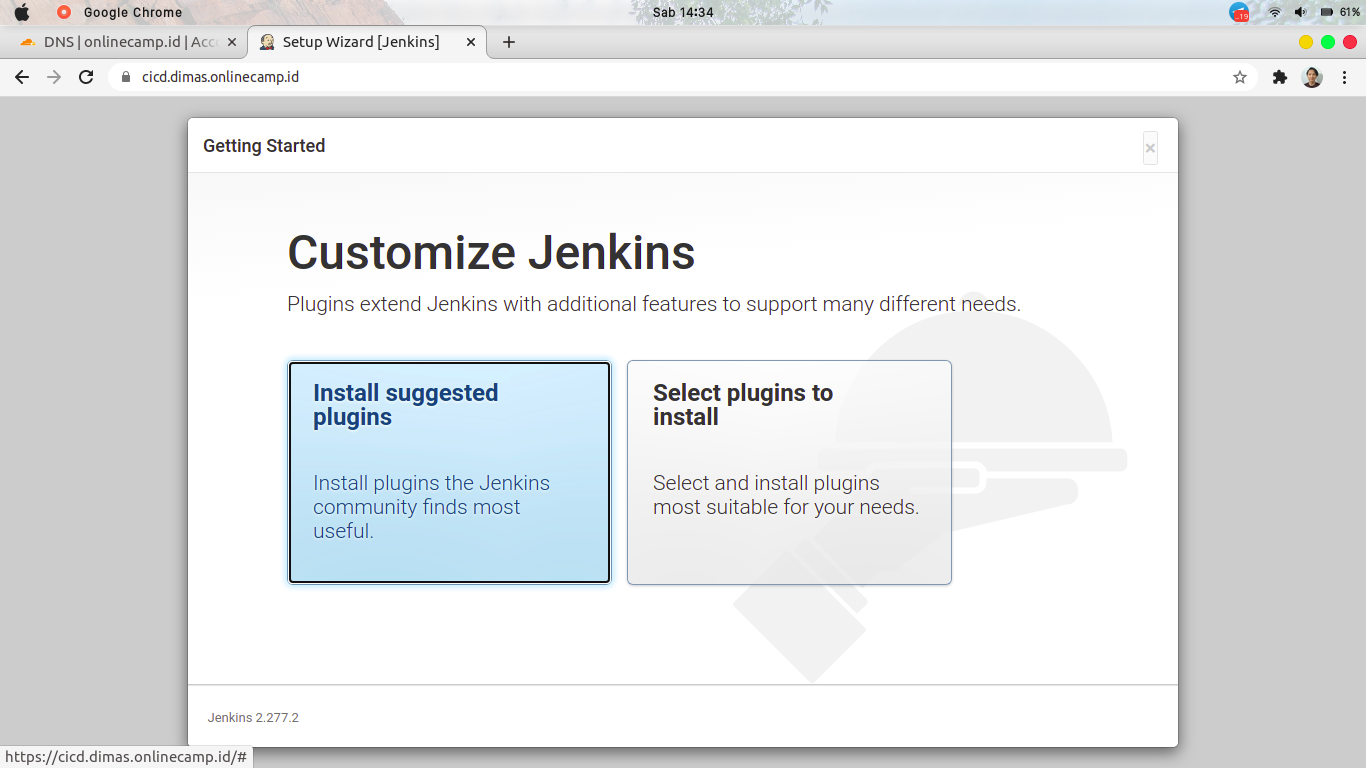 Google Chrome
Sab 14:34
19
61%
DNS | onlinecamp.id | Acc
Setup Wizard [Jenkins]
cicd.dimas.onlinecamp.id
Getting Started
×
Customize Jenkins
Plugins extend Jenkins with additional features to support many different needs.
Install suggested
plugins
Install plugins the Jenkins
community finds most
useful.
Select plugins to
install
Select and install plugins
most suitable for your needs.
Jenkins 2.277.2
https://cicd.dimas.onlinecamp.id/#